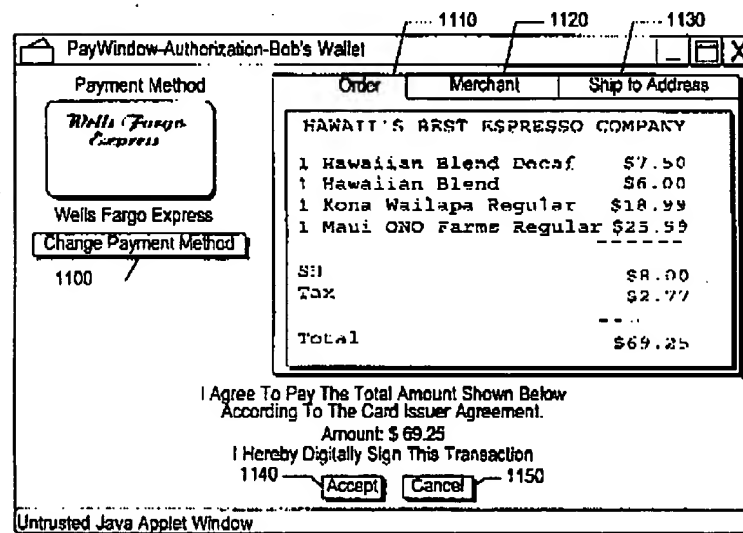 1110 1120 1130
PayWindow-Authorization-Bob's Wallet
Payment Method
Wells Fargo
Express
Wells Fargo Express
Change Payment Method
1100
Order Merchant Ship to Address
HAWAII'S BEST ESPRESSO COMPANY
1 Hawaiian Blend Decaf $7.50
1 Hawaiian Blend $6.00
1 Kona Wailapa Regular $18.99
1 Maui ONO Farms Regular $25.99
SH $8.00
Tax $2.77
Total $69.25
I Agree To Pay The Total Amount Shown Below
According To The Card Issuer Agreement.
Amount: $ 69.25
I Hereby Digitally Sign This Transaction
1140 Accept Cancel 1150
Untrusted Java Applet Window